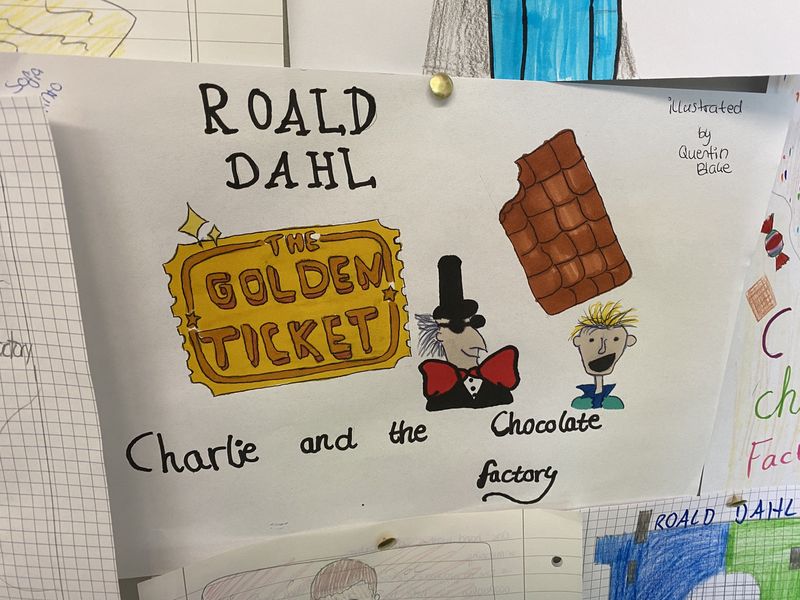 ROALD
DAHL
illustrated
by
Quentin
Blake
THE
GOLDEN
TICKET
Charlie and the Chocolate
factory
ROALD DAHL